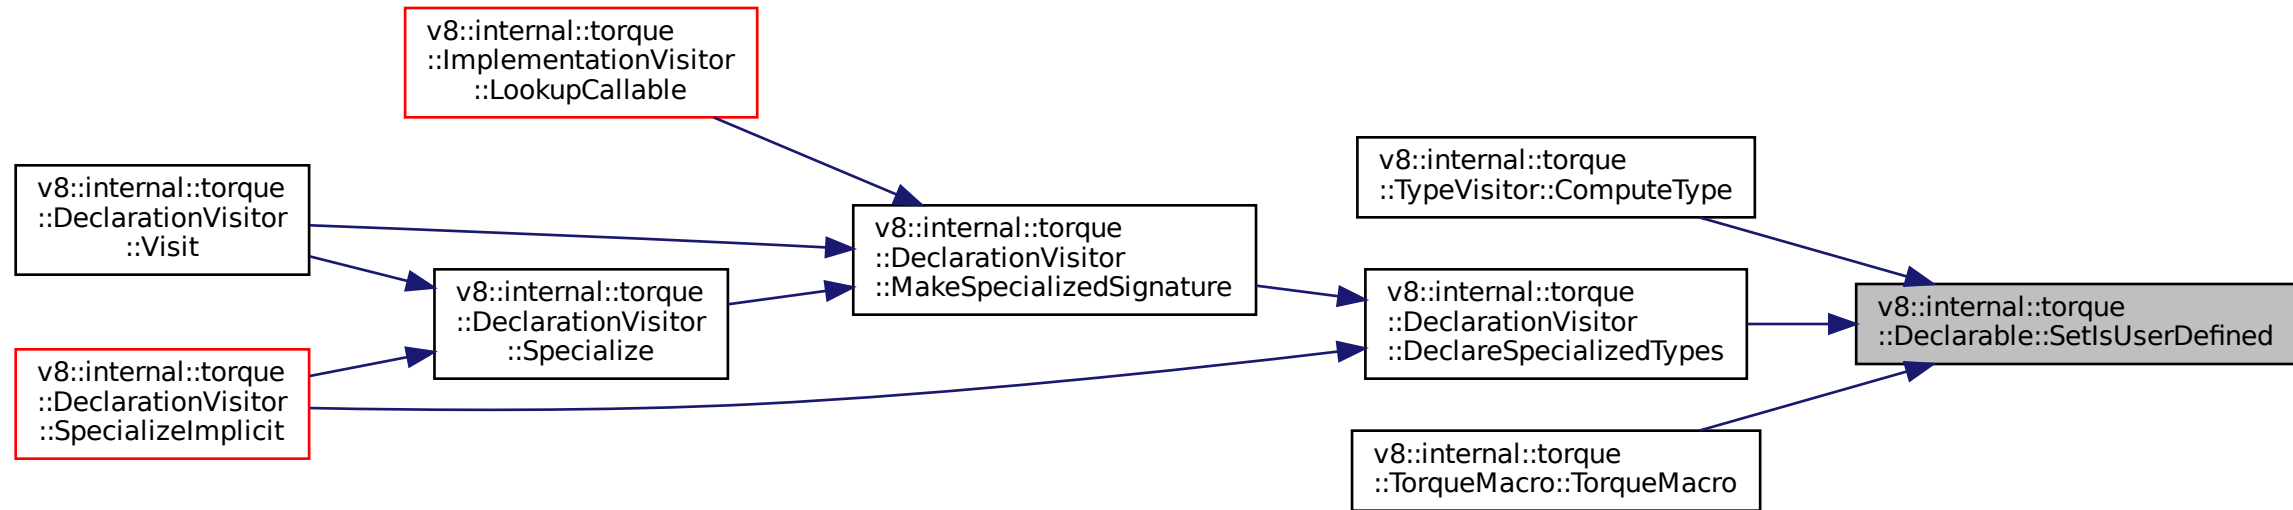 v8::internal::torque
::ImplementationVisitor
::LookupCallable
v8::internal::torque
::DeclarationVisitor
::Visit
v8::internal::torque
::DeclarationVisitor
::Specialize
v8::internal::torque
::DeclarationVisitor
::SpecializeImplicit
v8::internal::torque
::DeclarationVisitor
::MakeSpecializedSignature
v8::internal::torque
::TypeVisitor::ComputeType
v8::internal::torque
::DeclarationVisitor
::DeclareSpecializedTypes
v8::internal::torque
::TorqueMacro::TorqueMacro
v8::internal::torque
::Declarable::SetIsUserDefined